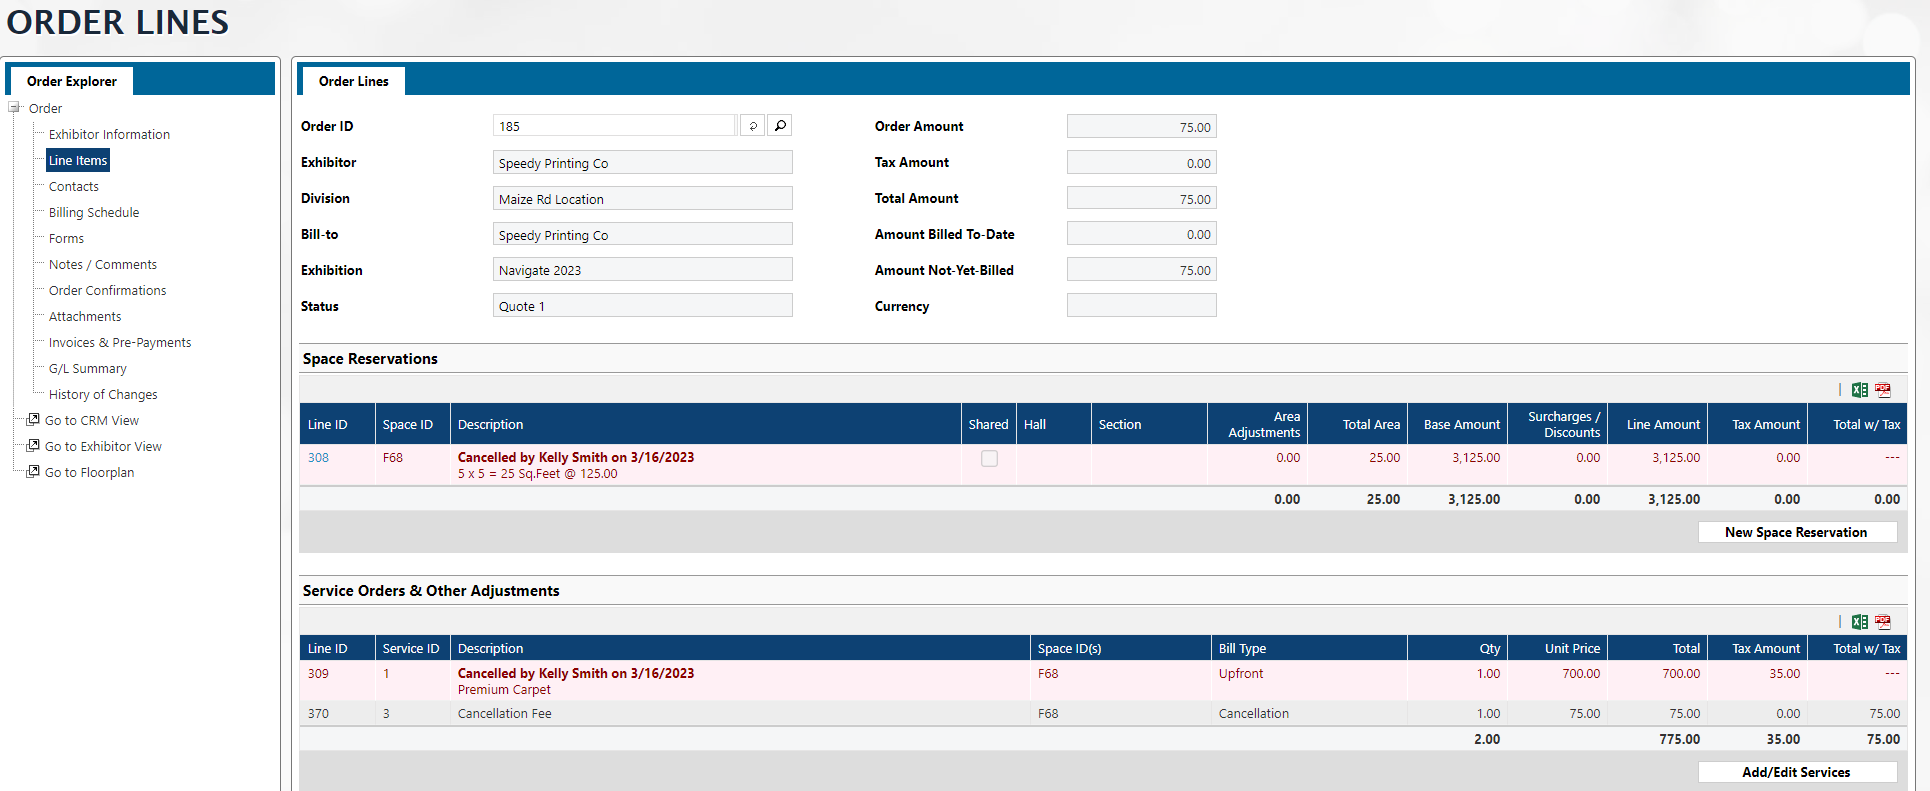 ORDER LINES
Order Explorer
Order
Exhibitor Information
Line Items
Contacts
Billing Schedule
Forms
Notes / Comments
Order Confirmations
Attachments
Invoices & Pre-Payments
G/L Summary
History of Changes
Go to CRM View
Go to Exhibitor View
Go to Floorplan
Order Lines
Order ID 185 Order Amount 75.00
Exhibitor Speedy Printing Co Tax Amount 0.00
Division Maize Rd Location Total Amount 75.00
Bill-to Speedy Printing Co Amount Billed To-Date 0.00
Exhibition Navigate 2023 Amount Not-Yet-Billed 75.00
Status Quote 1 Currency
Space Reservations
Line ID Space ID Description Shared Hall Section Area Adjustments Total Area Base Amount Surcharges / Discounts Line Amount Tax Amount Total w/ Tax
308 F68 Cancelled by Kelly Smith on 3/16/2023 0.00 25.00 3,125.00 0.00 3,125.00 0.00 ---
5 x 5 = 25 Sq.Feet @ 125.00
0.00 25.00 3,125.00 0.00 3,125.00 0.00 0.00
New Space Reservation
Service Orders & Other Adjustments
Line ID Service ID Description Space ID(s) Bill Type Qty Unit Price Total Tax Amount Total w/ Tax
309 1 Cancelled by Kelly Smith on 3/16/2023 F68 Upfront 1.00 700.00 700.00 35.00 ---
Premium Carpet
370 3 Cancellation Fee F68 Cancellation 1.00 75.00 75.00 0.00 75.00
2.00 775.00 35.00 75.00
Add/Edit Services